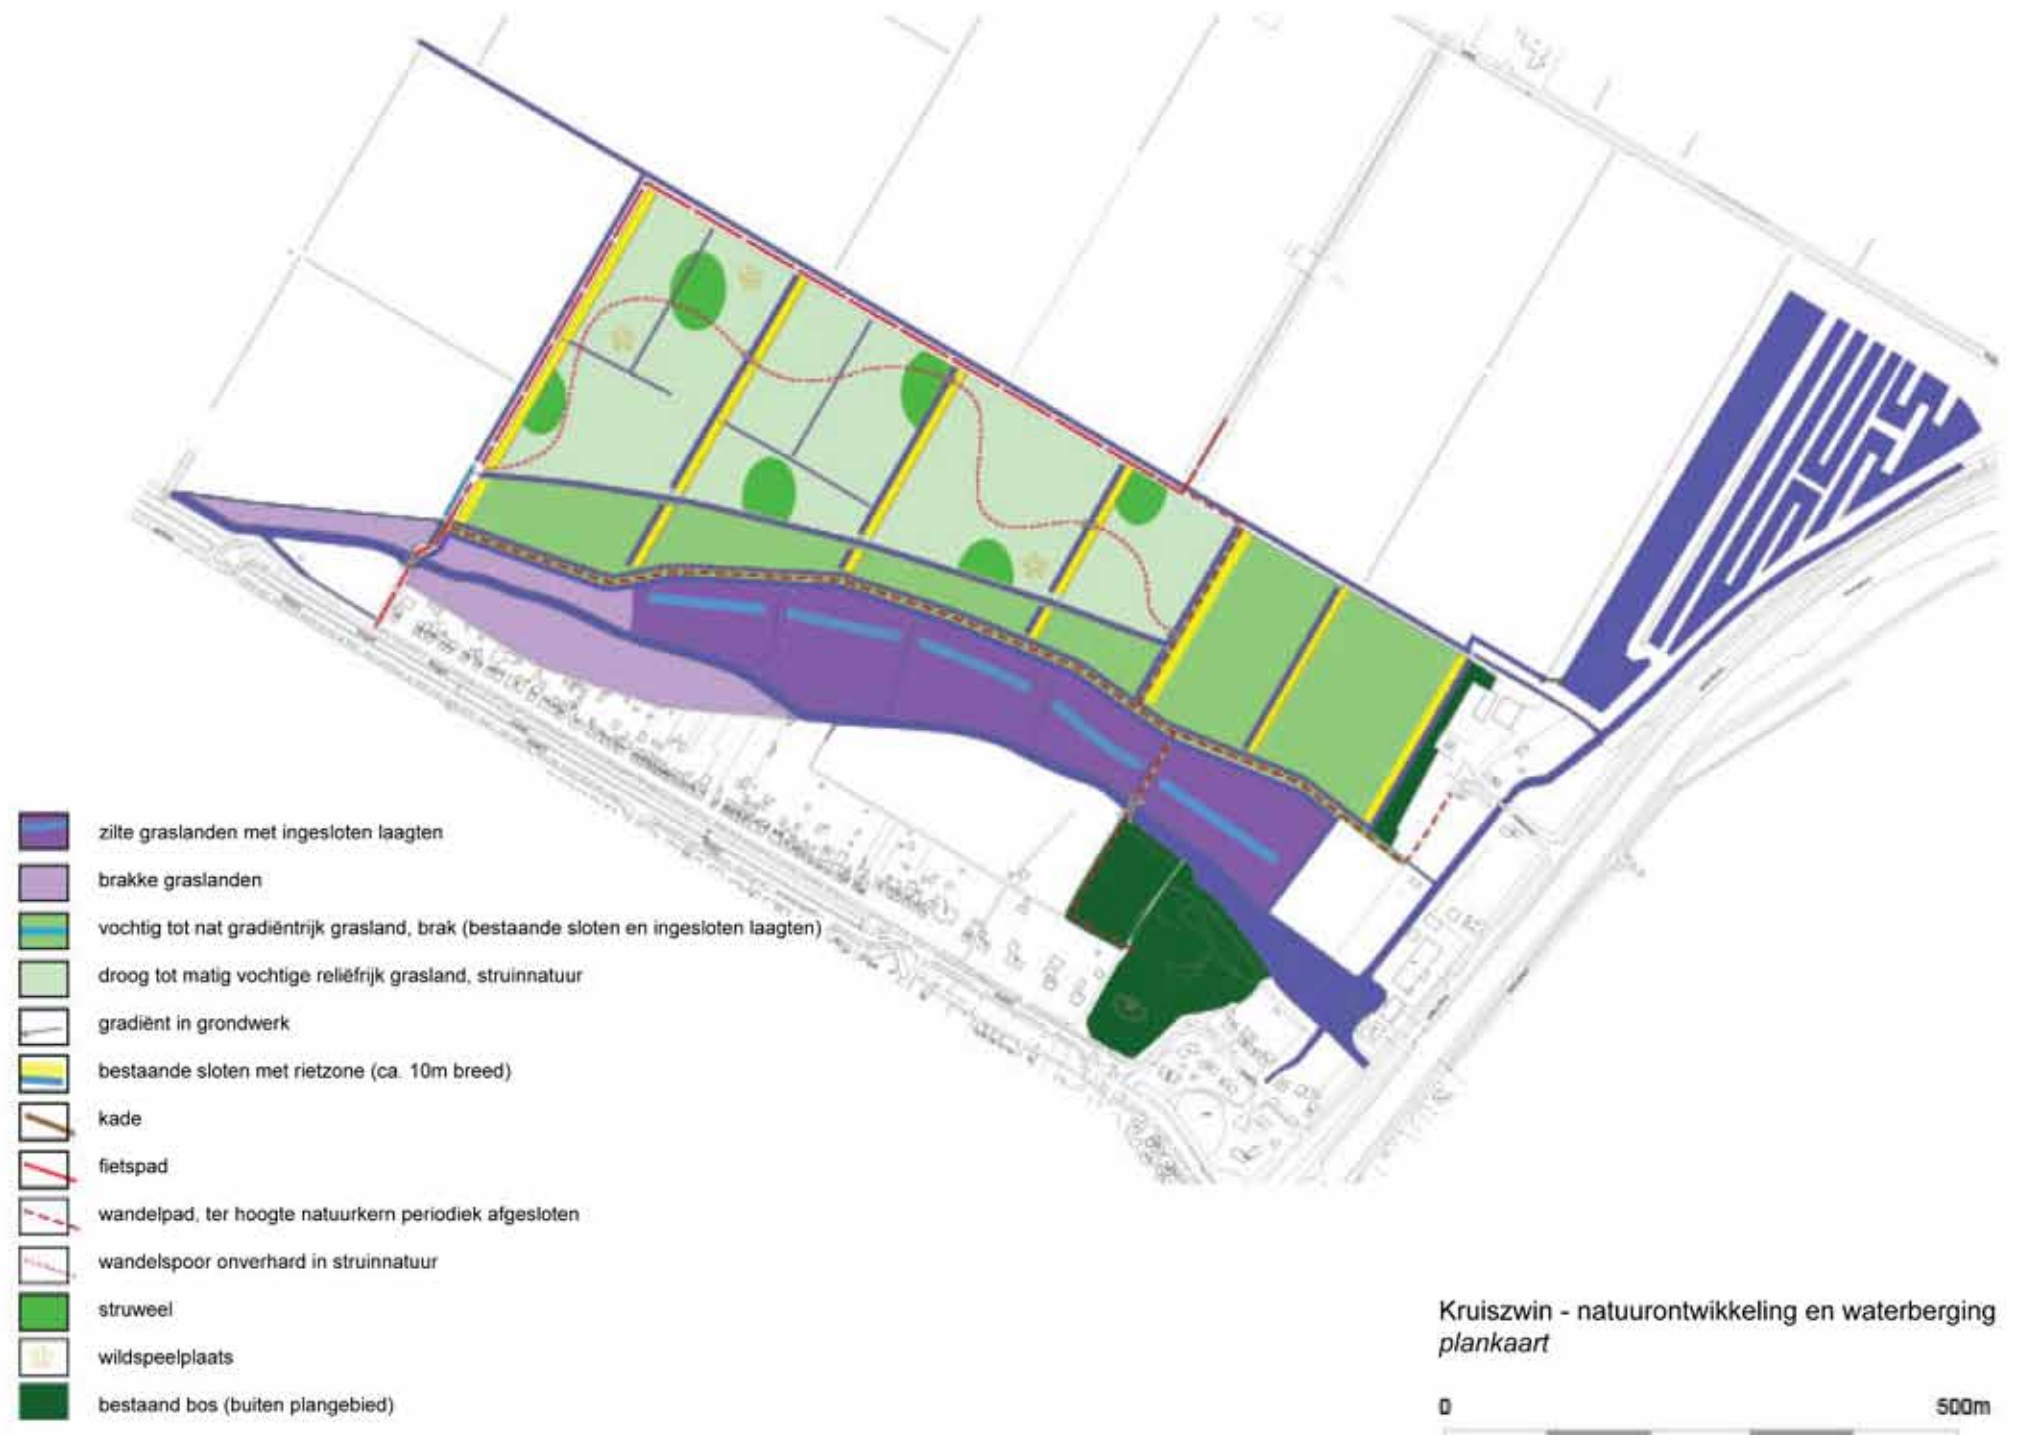 zilte graslanden met ingesloten laagten
brakke graslanden
vochtig tot nat gradiëntrijk grasland, brak (bestaande sloten en ingesloten laagten)
droog tot matig vochtige reliëfrijk grasland, struinnatuur
gradiënt in grondwerk
bestaande sloten met rietzone (ca. 10m breed)
kade
fietspad
wandelpad, ter hoogte natuurkern periodiek afgesloten
wandelspoor onverhard in struinnatuur
struweel
wildspeelplaats
bestaand bos (buiten plangebied)
Kruiszwin - natuurontwikkeling en waterberging
plankaart
0 500m